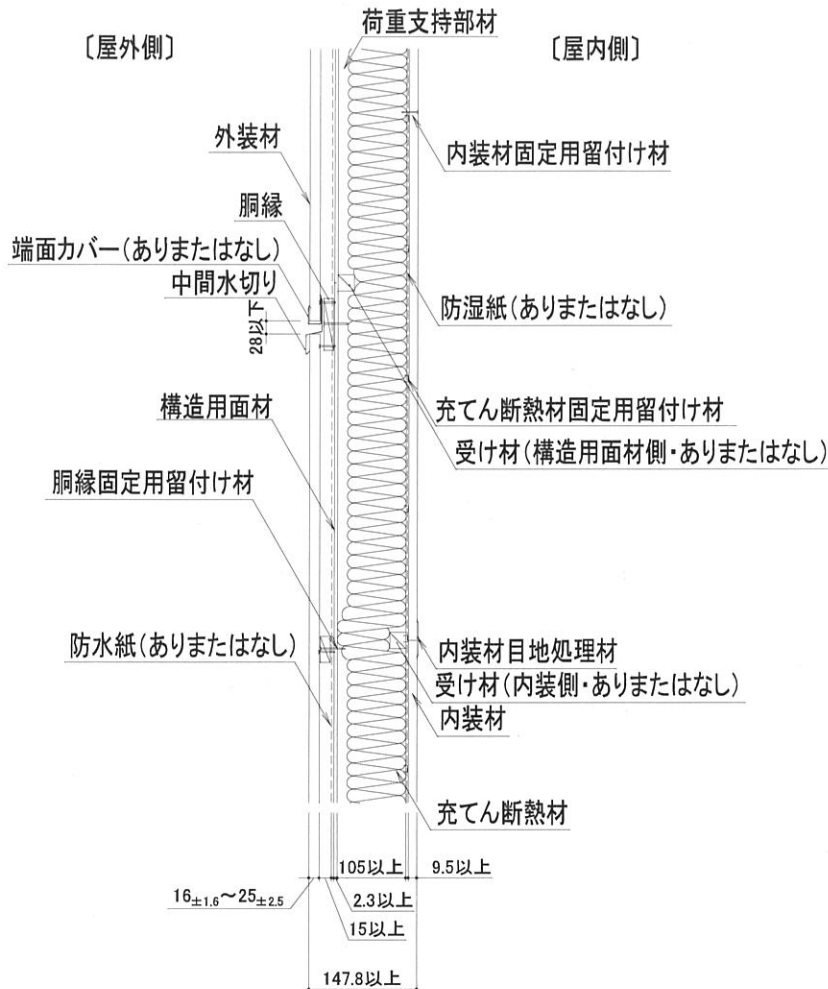 荷重支持部材
〔屋外側〕
〔屋内側〕
外装材
内装材固定用留付け材
胴縁
端面カバー(ありまたはなし)
中間水切り
防湿紙(ありまたはなし)
28以下
構造用面材
充てん断熱材固定用留付け材
受け材(構造用面材側・ありまたはなし)
胴縁固定用留付け材
防水紙(ありまたはなし)
内装材目地処理材
受け材(内装側・ありまたはなし)
内装材
充てん断熱材
105以上
9.5以上
16±1.6～25±2.5
2.3以上
15以上
147.8以上